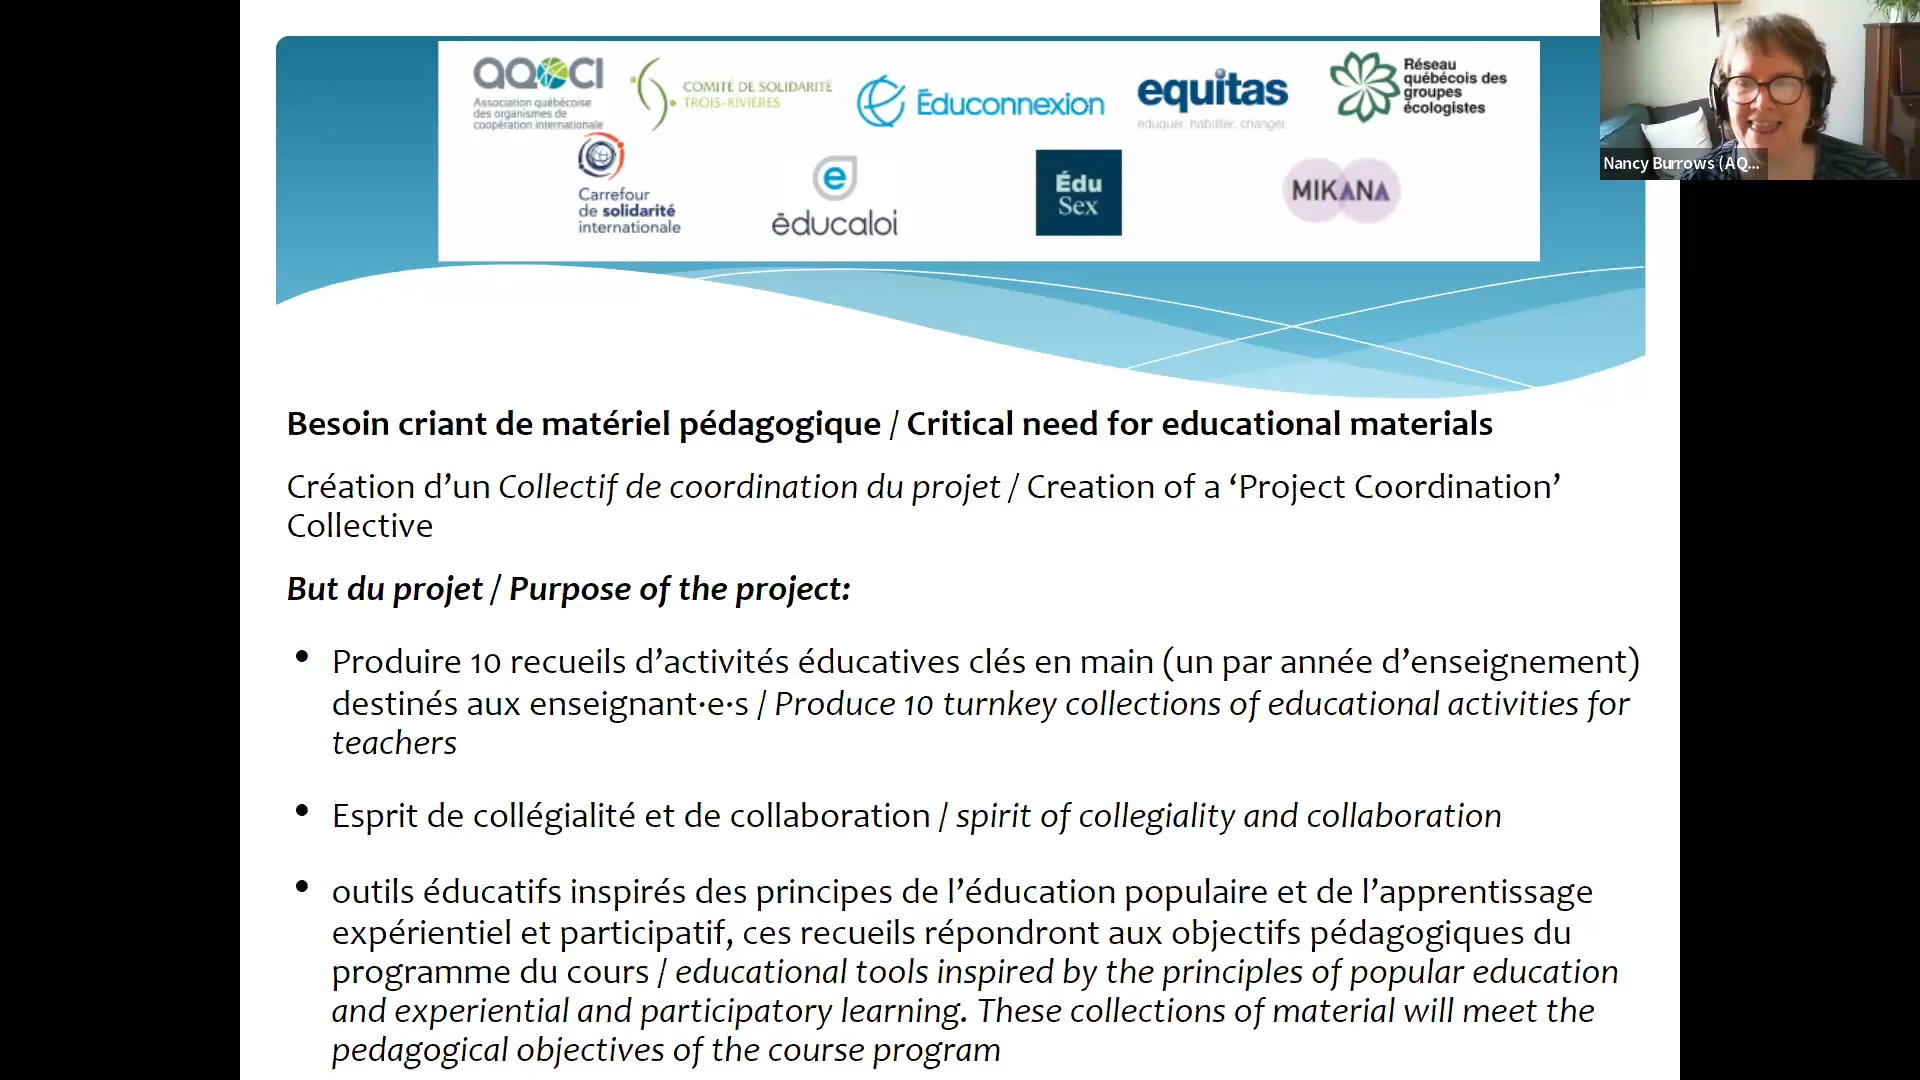 AQOCI
Association québécoise
des organismes de
coopération internationale
COMITÉ DE SOLIDARITÉ
TROIS-RIVIÈRES
Éduconnexion
equitas
éduquer. habiliter. changer.
Réseau
québécois des
groupes
écologistes
Carrefour
de solidarité
internationale
e
éducaloi
Édu
Sex
MIKANA
Nancy Burrows (AQ...
Besoin criant de matériel pédagogique / Critical need for educational materials
Création d’un Collectif de coordination du projet / Creation of a ‘Project Coordination’
Collective
But du projet / Purpose of the project:
• Produire 10 recueils d’activités éducatives clés en main (un par année d’enseignement)
destinés aux enseignant·e·s / Produce 10 turnkey collections of educational activities for
teachers
• Esprit de collégialité et de collaboration / spirit of collegiality and collaboration
• outils éducatifs inspirés des principes de l’éducation populaire et de l’apprentissage
expérientiel et participatif, ces recueils répondront aux objectifs pédagogiques du
programme du cours / educational tools inspired by the principles of popular education
and experiential and participatory learning. These collections of material will meet the
pedagogical objectives of the course program